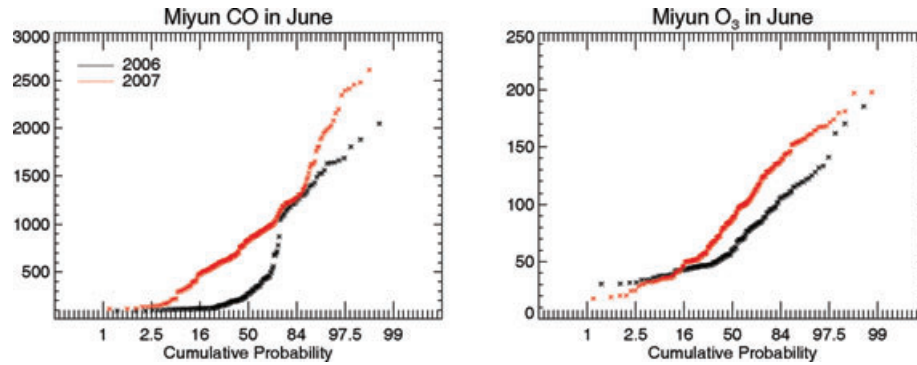 Miyun CO in June
3000
2500
2000
1500
1000
500
2006
2007
1 2.5 16 50 84 97.5 99
Cumulative Probability
Miyun O₃ in June
250
200
150
100
50
0
1 2.5 16 50 84 97.5 99
Cumulative Probability